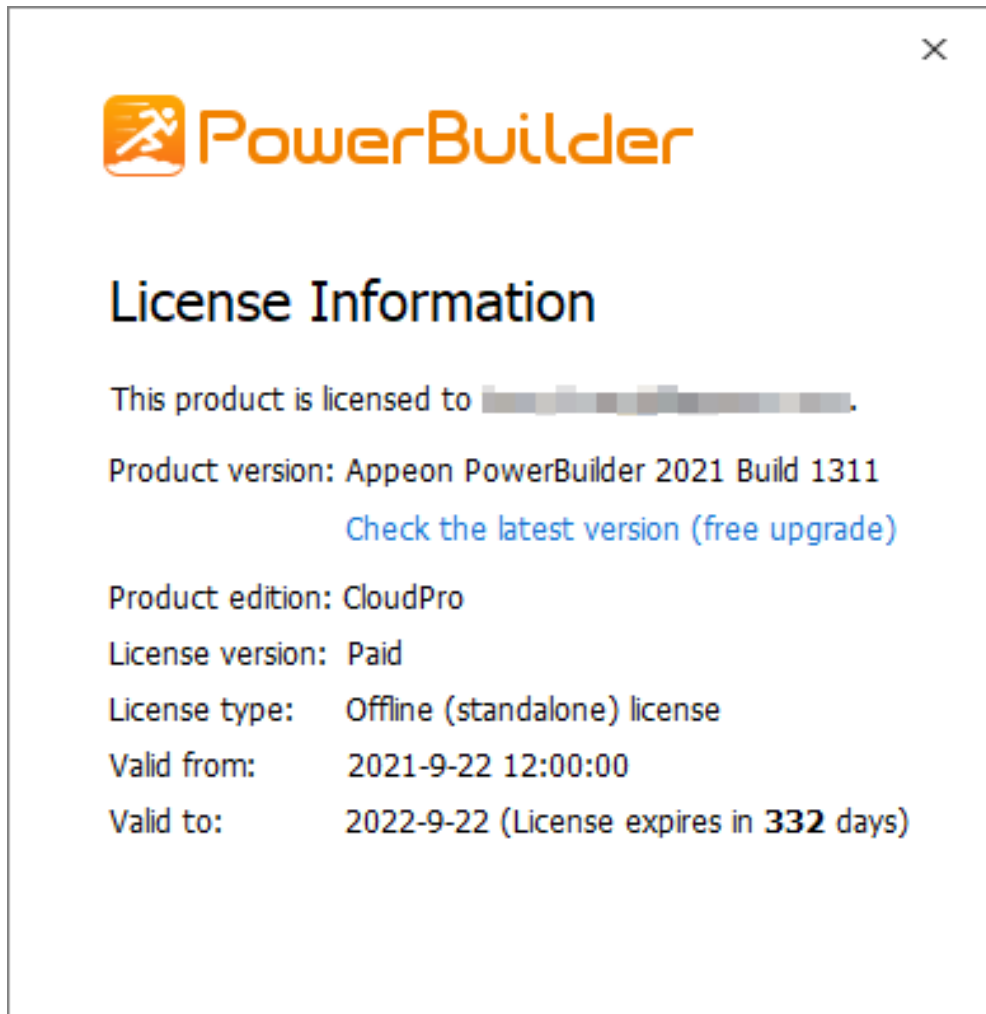 PowerBuilder
License Information
This product is licensed to .
Product version: Appeon PowerBuilder 2021 Build 1311
Check the latest version (free upgrade)
Product edition: CloudPro
License version: Paid
License type: Offline (standalone) license
Valid from: 2021-9-22 12:00:00
Valid to: 2022-9-22 (License expires in 332 days)